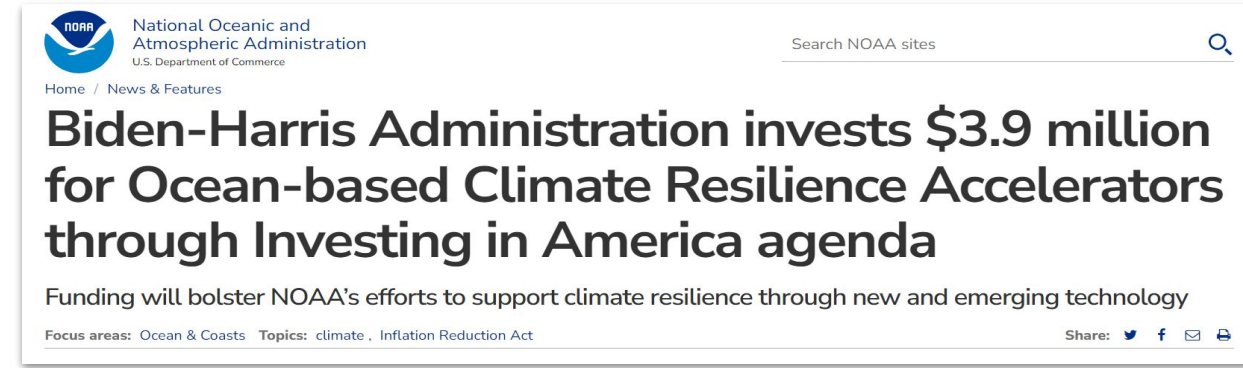 NOAA
National Oceanic and
Atmospheric Administration
U.S. Department of Commerce
Search NOAA sites
Home / News & Features
Biden-Harris Administration invests $3.9 million
for Ocean-based Climate Resilience Accelerators
through Investing in America agenda
Funding will bolster NOAA's efforts to support climate resilience through new and emerging technology
Focus areas: Ocean & Coasts Topics: climate , Inflation Reduction Act Share: